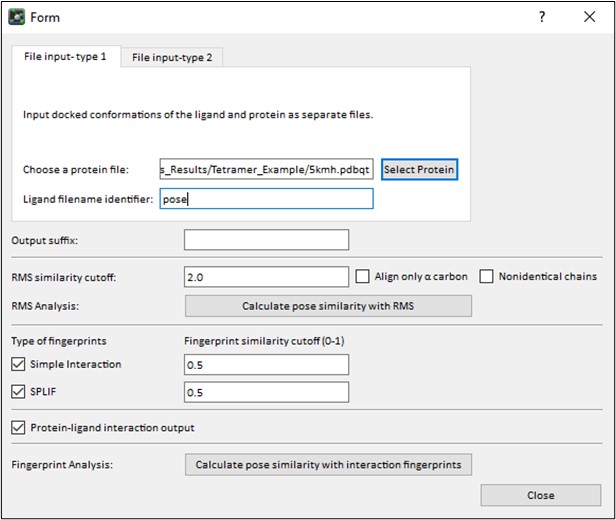 Form
File input- type 1
File input-type 2
Input docked conformations of the ligand and protein as separate files.
Choose a protein file: s_Results/Tetramer_Example/5kmh.pdbqt Select Protein
Ligand filename identifier: pose
Output suffix:
RMS similarity cutoff: 2.0 Align only α carbon Nonidentical chains
RMS Analysis: Calculate pose similarity with RMS
Type of fingerprints Fingerprint similarity cutoff (0-1)
Simple Interaction 0.5
SPLIF 0.5
Protein-ligand interaction output
Fingerprint Analysis: Calculate pose similarity with interaction fingerprints
Close